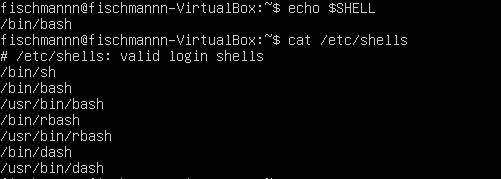 fischmannn@fischmannn-VirtualBox:~$ echo $SHELL
/bin/bash
fischmannn@fischmannn-VirtualBox:~$ cat /etc/shells
# /etc/shells: valid login shells
/bin/sh
/bin/bash
/usr/bin/bash
/bin/rbash
/usr/bin/rbash
/bin/dash
/usr/bin/dash